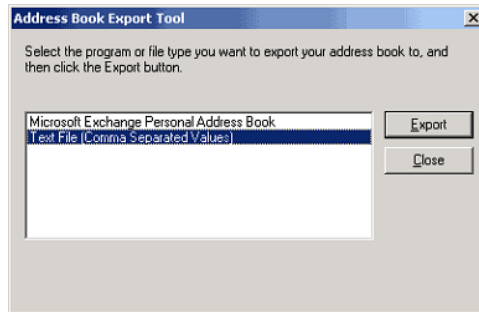 Address Book Export Tool
Select the program or file type you want to export your address book to, and
then click the Export button.
Microsoft Exchange Personal Address Book
Text File (Comma Separated Values)
Export
Close